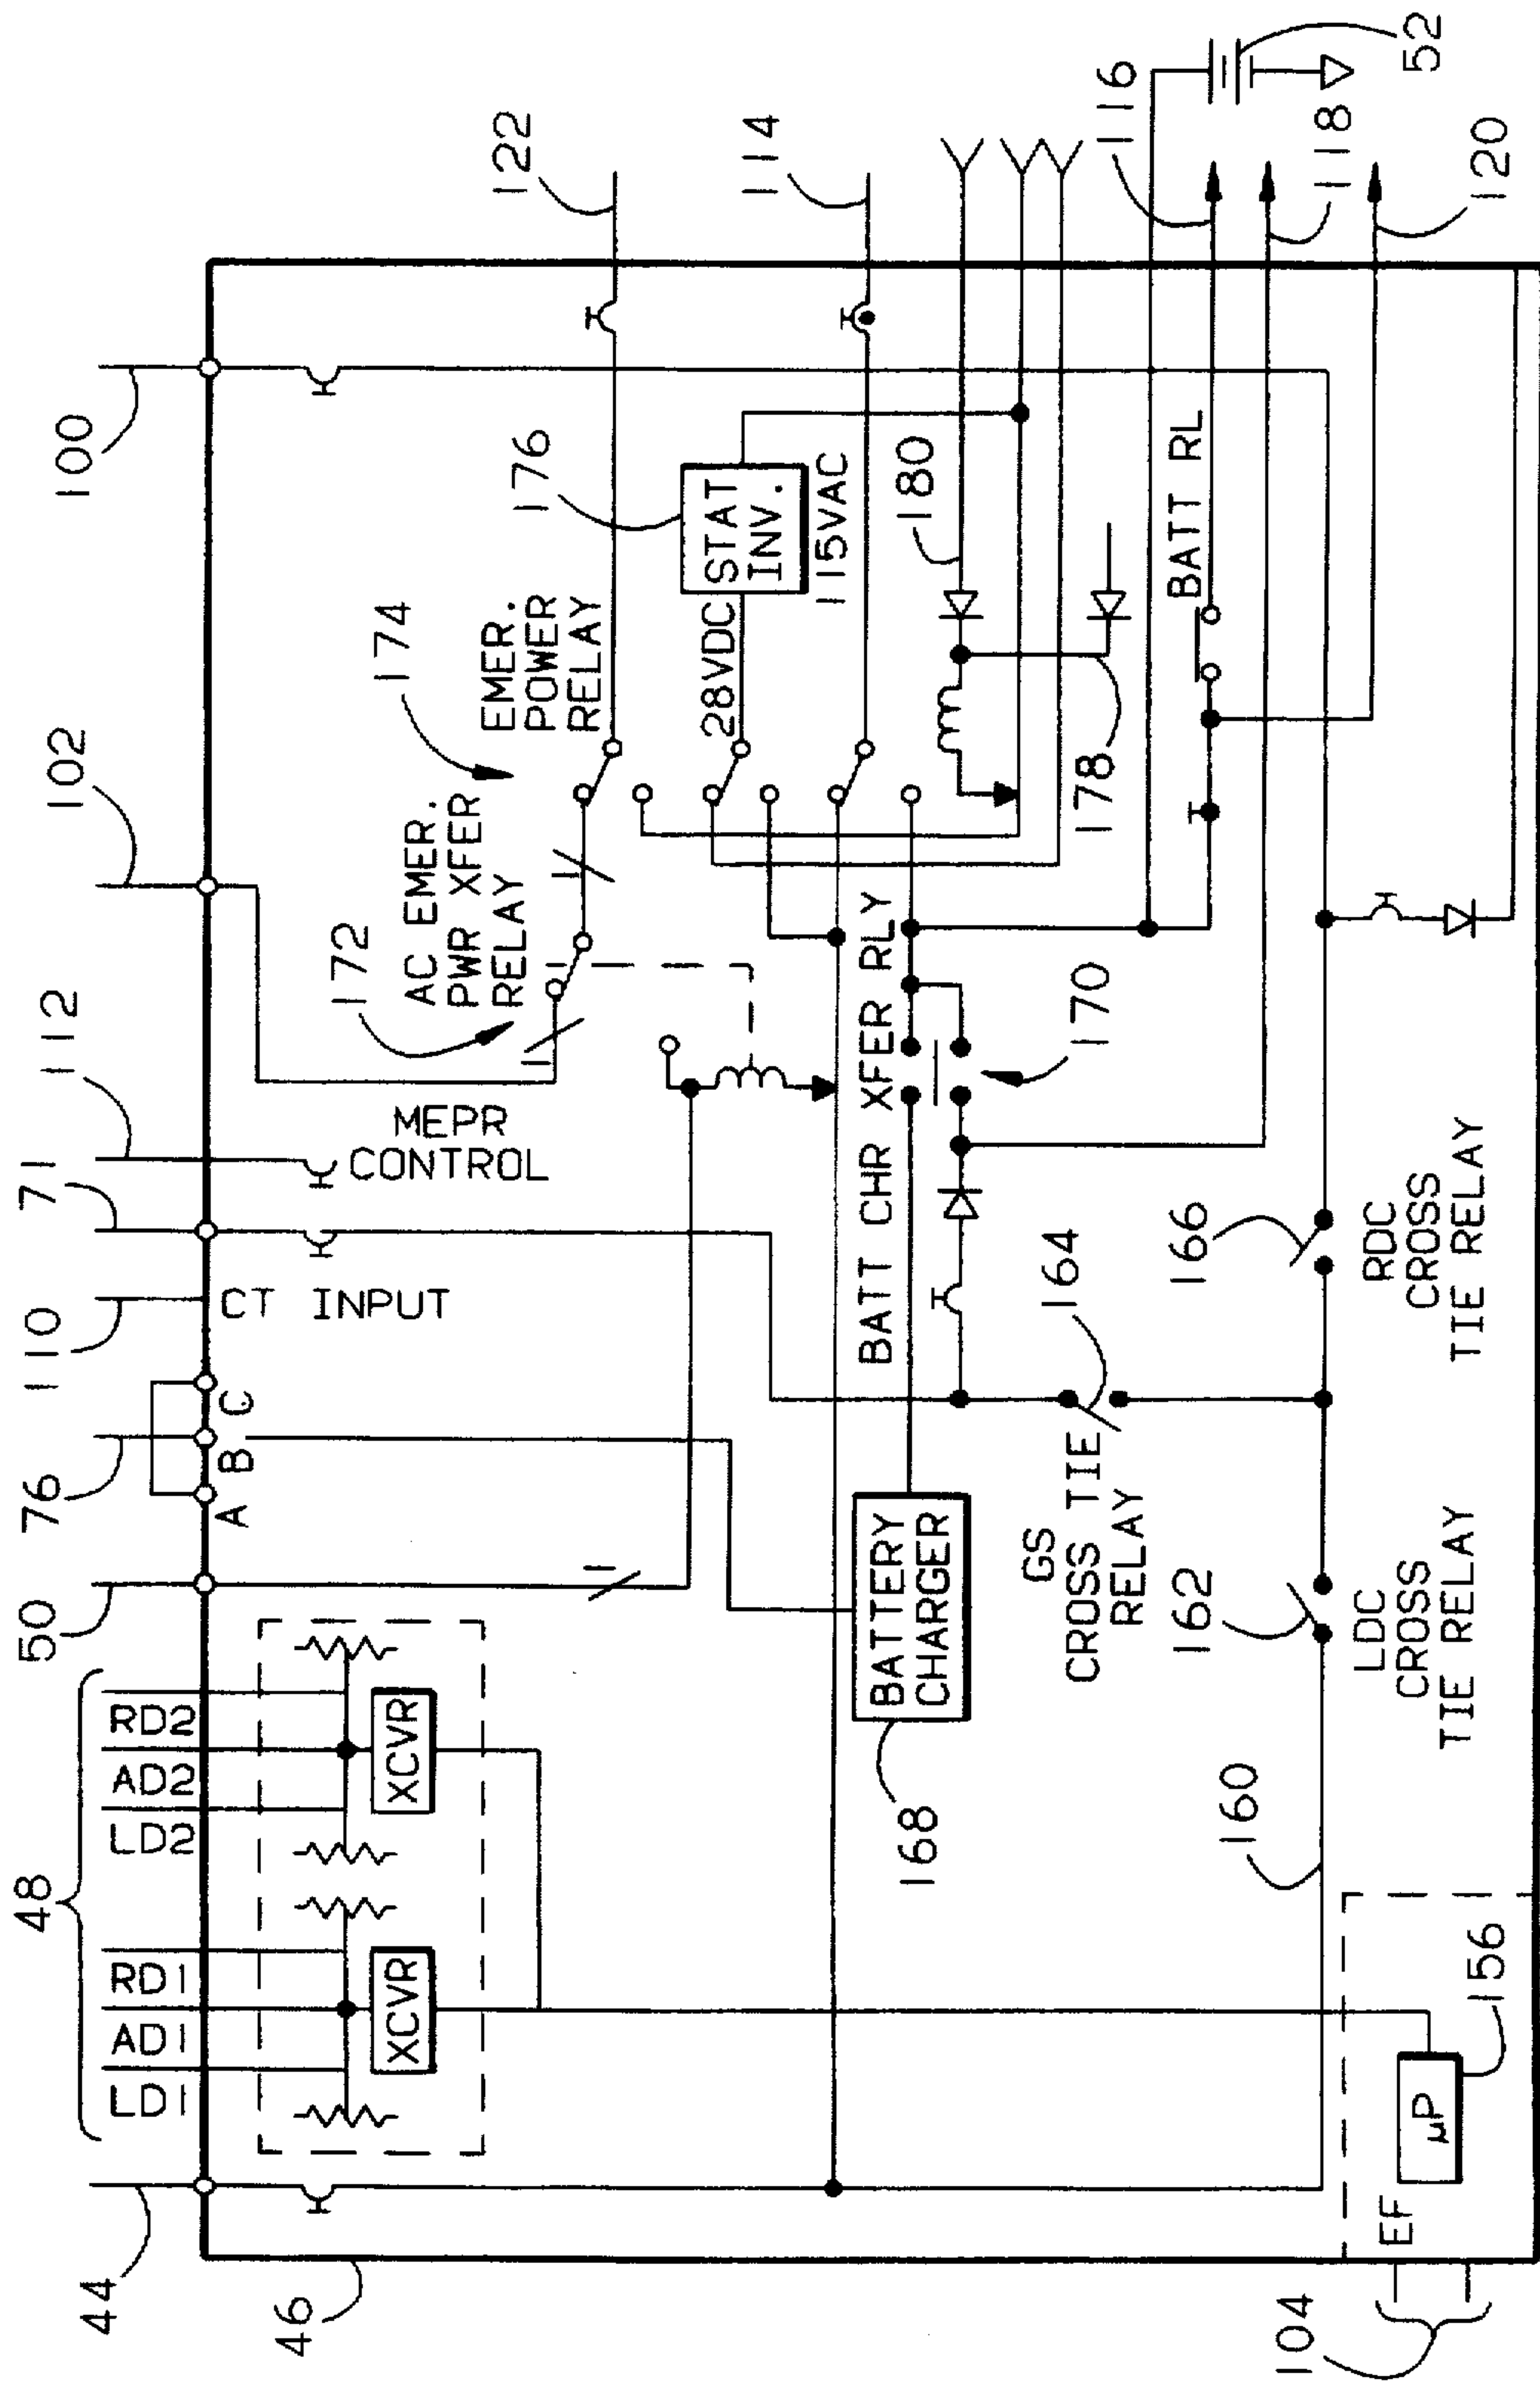 44
46
48
LD1
AD1
RD1
LD2
AD2
RD2
XCVR
XCVR
50
76
A
B
C
110
CT INPUT
71
112
MEPR
CONTROL
102
100
172
AC EMER.
PWR XFER
RELAY
174
EMER.
POWER
RELAY
122
176
28VDC
STAT
INV.
115VAC
114
180
178
BATTERY
CHARGER
168
BATT CHR XFER RLY
170
BATT RL
116
118
120
52
GS
CROSS TIE
RELAY
164
160
162
LDC
CROSS
TIE RELAY
166
RDC
CROSS
TIE RELAY
104
EF
µP
156